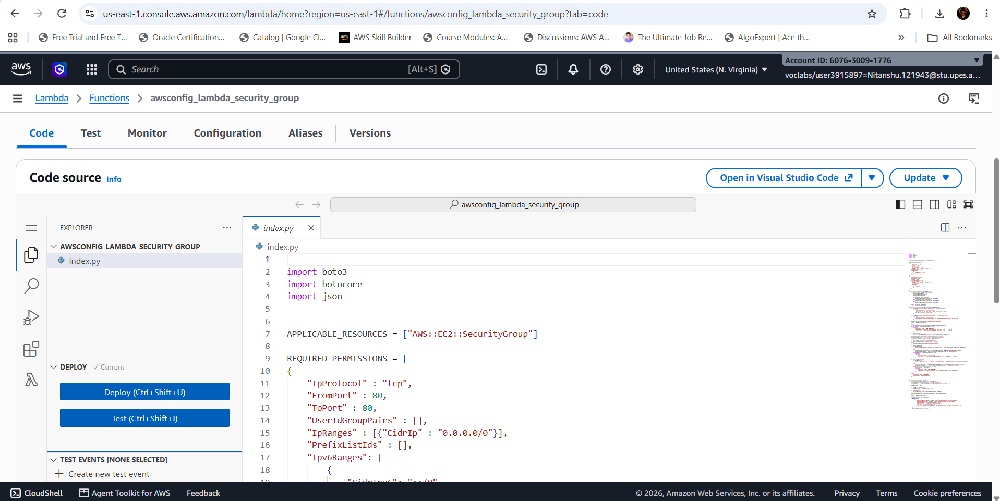 us-east-1.console.aws.amazon.com/lambda/home?region=us-east-1#/functions/awsconfig_lambda_security_group?tab=code
Free Trial and Free T...
Oracle Certification...
Catalog | Google Cl...
AWS Skill Builder
Course Modules: A...
Discussions: AWS A...
The Ultimate Job Re...
AlgoExpert | Ace th...
All Bookmarks
aws
Search
[Alt+S]
United States (N. Virginia)
Account ID: 6076-3009-1776
voclabs/user3915897=Nitanshu.121943@stu.upes.a...
Lambda
Functions
awsconfig_lambda_security_group
Code
Test
Monitor
Configuration
Aliases
Versions
Code source Info
Open in Visual Studio Code
Update
awsconfig_lambda_security_group
EXPLORER
AWSCONFIG_LAMBDA_SECURITY_GROUP
index.py
DEPLOY Current
Deploy (Ctrl+Shift+U)
Test (Ctrl+Shift+I)
TEST EVENTS [NONE SELECTED]
Create new test event
index.py
index.py
1
2 import boto3
3 import botocore
4 import json
5
6
7 APPLICABLE_RESOURCES = ["AWS::EC2::SecurityGroup"]
8
9 REQUIRED_PERMISSIONS = [
10 {
11 "IpProtocol" : "tcp",
12 "FromPort" : 80,
13 "ToPort" : 80,
14 "UserIdGroupPairs" : [],
15 "IpRanges" : [{"CidrIp" : "0.0.0.0/0"}],
16 "PrefixListIds" : [],
17 "Ipv6Ranges": [
18 {
19 "CidrIpv6": "::/0"
CloudShell
Agent Toolkit for AWS
Feedback
© 2026, Amazon Web Services, Inc. or its affiliates.
Privacy
Terms
Cookie preferences